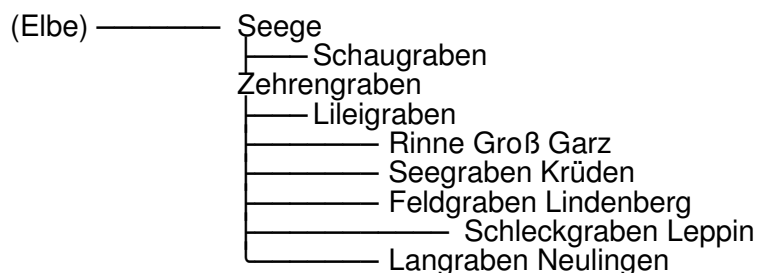 (Elbe) Seege
Schaugraben
Zehrengraben
Lileigraben
Rinne Groß Garz
Seegraben Krüden
Feldgraben Lindenberg
Schleckgraben Leppin
Langraben Neulingen